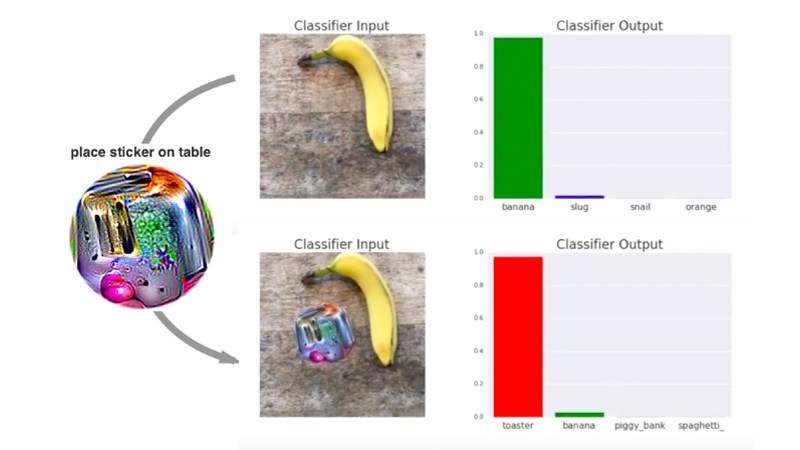 place sticker on table
Classifier Input
Classifier Output
1.0
0.8
0.6
0.4
0.2
0.0
banana slug snail orange
Classifier Input
Classifier Output
1.0
0.8
0.6
0.4
0.2
0.0
toaster banana piggy_bank spaghetti_